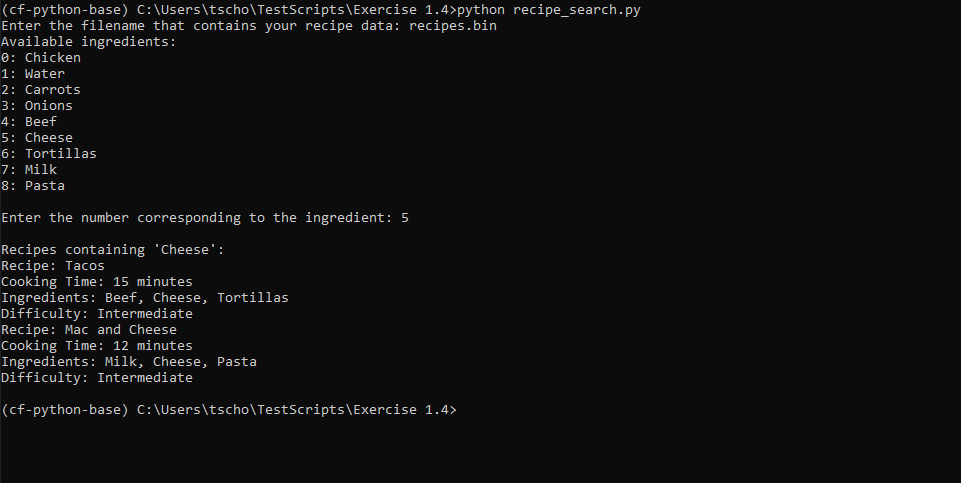 (cf-python-base) C:\Users\tscho\TestScripts\Exercise 1.4>python recipe_search.py
Enter the filename that contains your recipe data: recipes.bin
Available ingredients:
0: Chicken
1: Water
2: Carrots
3: Onions
4: Beef
5: Cheese
6: Tortillas
7: Milk
8: Pasta
Enter the number corresponding to the ingredient: 5
Recipes containing 'Cheese':
Recipe: Tacos
Cooking Time: 15 minutes
Ingredients: Beef, Cheese, Tortillas
Difficulty: Intermediate
Recipe: Mac and Cheese
Cooking Time: 12 minutes
Ingredients: Milk, Cheese, Pasta
Difficulty: Intermediate
(cf-python-base) C:\Users\tscho\TestScripts\Exercise 1.4>